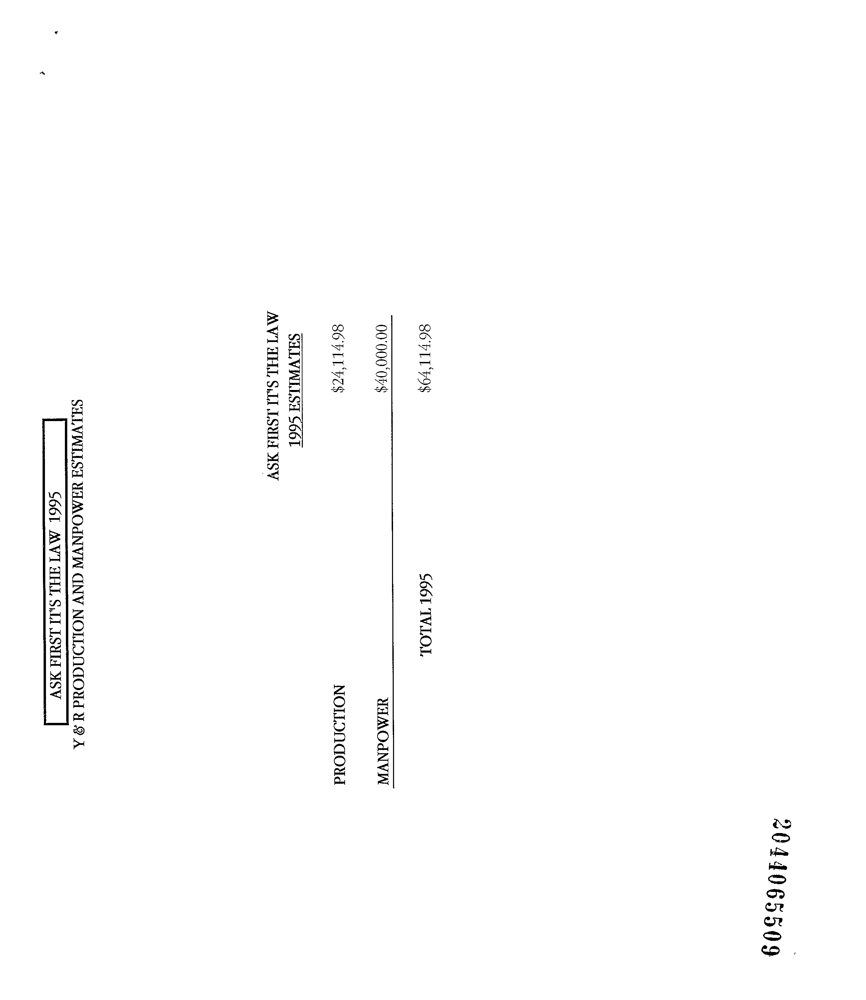 ASK FIRST IT'S THE LAW 1995
Y & R PRODUCTION AND MANPOWER ESTIMATES
ASK FIRST IT'S THE LAW
1995 ESTIMATES
PRODUCTION $24,114.98
MANPOWER $40,000.00
TOTAL 1995 $64,114.98
2044065509